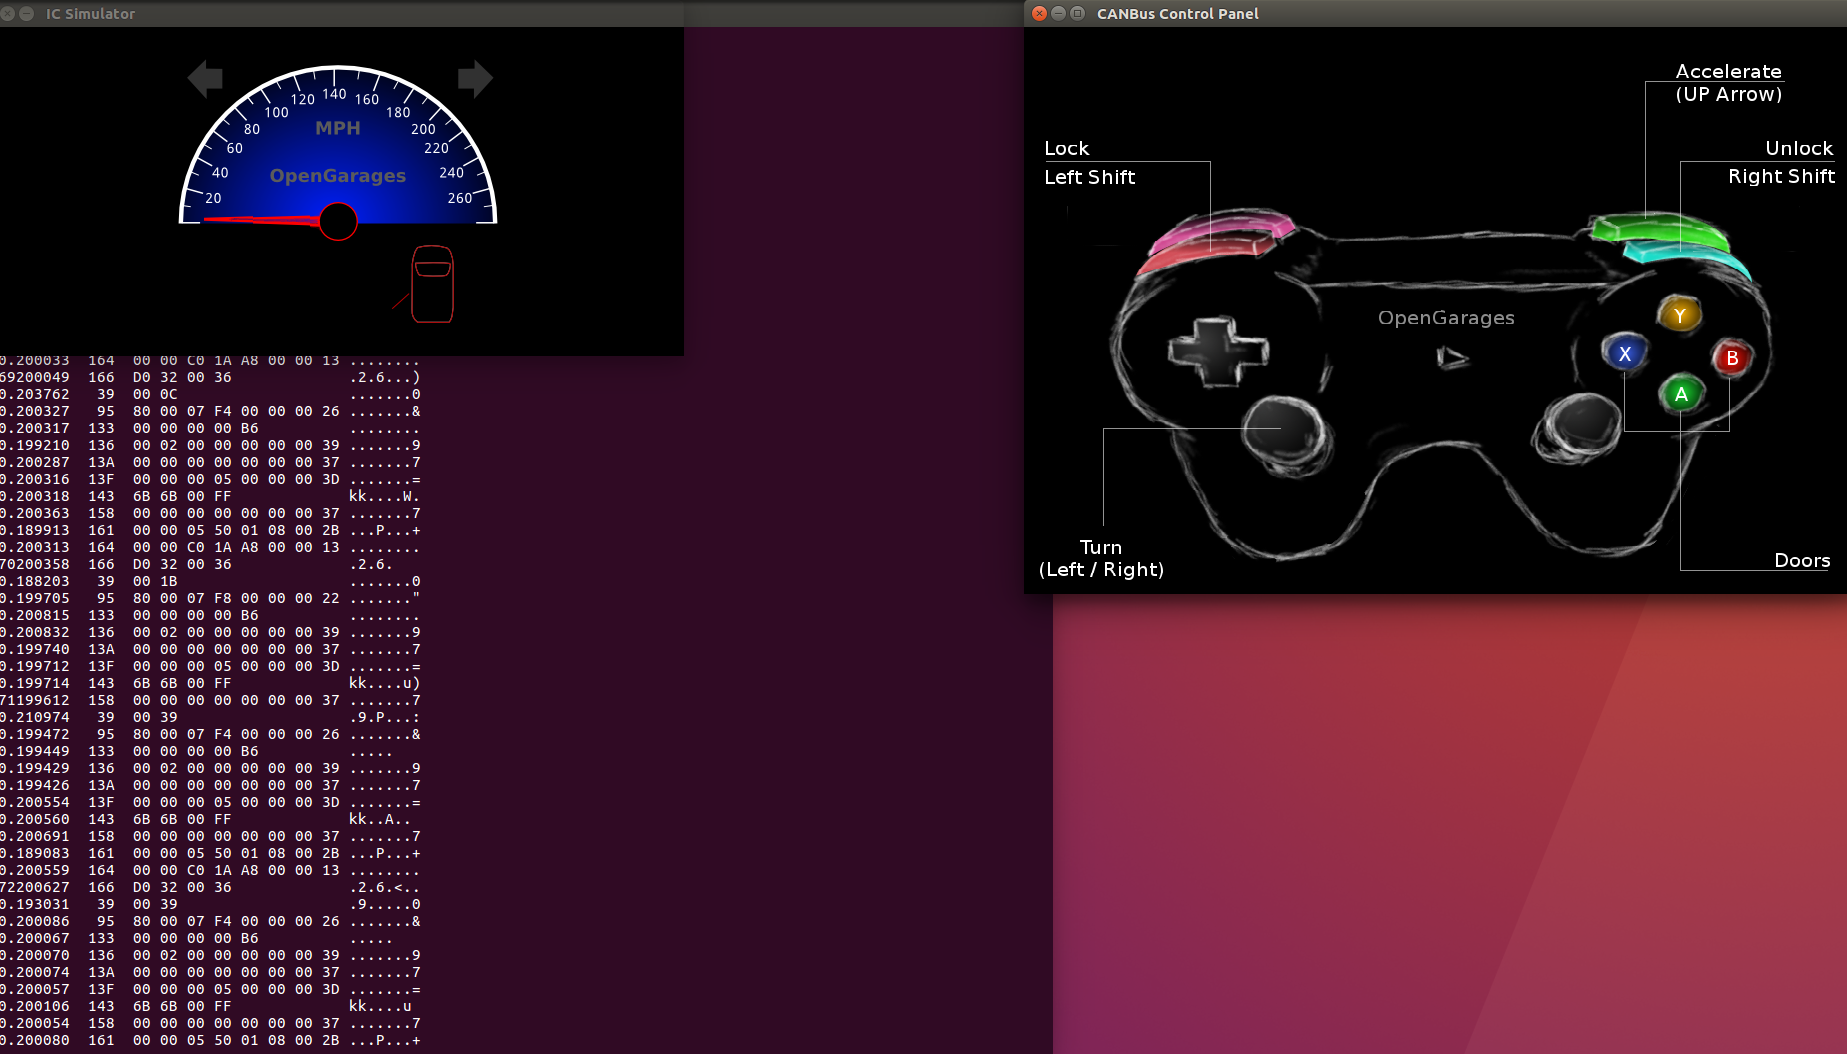 IC Simulator
20
40
60
80
100
120
140
160
180
200
220
240
260
MPH
OpenGarages
0.200033 164 00 00 C0 1A A8 00 00 13 ........
69200049 166 D0 32 00 36 .2.6...)
0.203762 39 00 0C .......0
0.200327 95 80 00 07 F4 00 00 00 26 .......&
0.200317 133 00 00 00 00 B6 ........
0.199210 136 00 02 00 00 00 00 00 39 .......9
0.200287 13A 00 00 00 00 00 00 00 37 .......7
0.200316 13F 00 00 00 05 00 00 00 3D .......=
0.200318 143 6B 6B 00 FF kk....W.
0.200363 158 00 00 00 00 00 00 00 37 .......7
0.189913 161 00 00 05 50 01 08 00 2B ...P...+
0.200313 164 00 00 C0 1A A8 00 00 13 ........
70200358 166 D0 32 00 36 .2.6.
0.188203 39 00 1B .......0
0.199705 95 80 00 07 F8 00 00 00 22 ......."
0.200815 133 00 00 00 00 B6 ........
0.200832 136 00 02 00 00 00 00 00 39 .......9
0.199740 13A 00 00 00 00 00 00 00 37 .......7
0.199712 13F 00 00 00 05 00 00 00 3D .......=
0.199714 143 6B 6B 00 FF kk....u)
71199612 158 00 00 00 00 00 00 00 37 .......7
0.210974 39 00 39 .9.P...:
0.199472 95 80 00 07 F4 00 00 00 26 .......&
0.199449 133 00 00 00 00 B6 .....
0.199429 136 00 02 00 00 00 00 00 39 .......9
0.199426 13A 00 00 00 00 00 00 00 37 .......7
0.200554 13F 00 00 00 05 00 00 00 3D .......=
0.200560 143 6B 6B 00 FF kk..A..
0.200691 158 00 00 00 00 00 00 00 37 .......7
0.189083 161 00 00 05 50 01 08 00 2B ...P...+
0.200559 164 00 00 C0 1A A8 00 00 13 ........
72200627 166 D0 32 00 36 .2.6.<..
0.193031 39 00 39 .9.....0
0.200086 95 80 00 07 F4 00 00 00 26 .......&
0.200067 133 00 00 00 00 B6 .....
0.200070 136 00 02 00 00 00 00 00 39 .......9
0.200074 13A 00 00 00 00 00 00 00 37 .......7
0.200057 13F 00 00 00 05 00 00 00 3D .......=
0.200106 143 6B 6B 00 FF kk....u
0.200054 158 00 00 00 00 00 00 00 37 .......7
0.200080 161 00 00 05 50 01 08 00 2B ...P...+
CANBus Control Panel
Accelerate
(UP Arrow)
Lock
Left Shift
Unlock
Right Shift
OpenGarages
Y
X
B
A
Turn
(Left / Right)
Doors